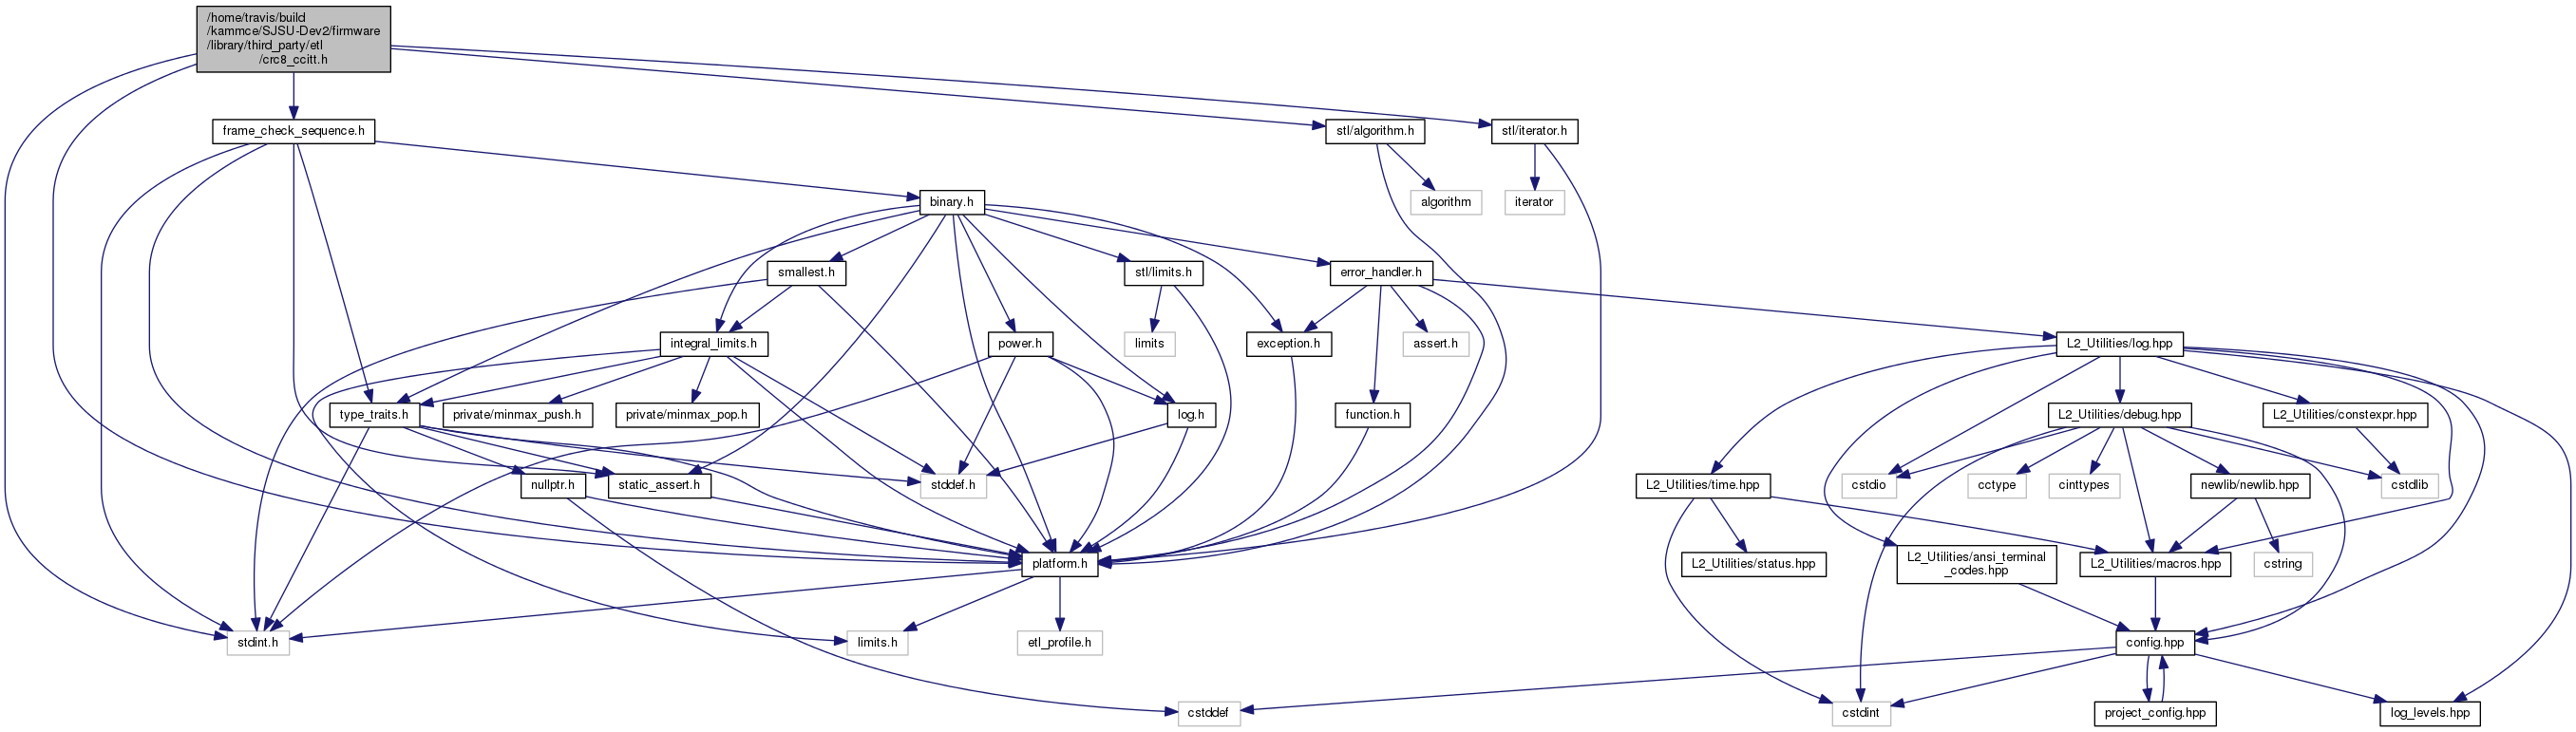 /home/travis/build
/kammce/SJSU-Dev2/firmware
/library/third_party/etl
/crc8_ccitt.h
frame_check_sequence.h
stl/algorithm.h
stl/iterator.h
binary.h
algorithm
iterator
smallest.h
stl/limits.h
error_handler.h
integral_limits.h
power.h
limits
exception.h
assert.h
L2_Utilities/log.hpp
type_traits.h
private/minmax_push.h
private/minmax_pop.h
log.h
function.h
L2_Utilities/debug.hpp
L2_Utilities/constexpr.hpp
nullptr.h
static_assert.h
stddef.h
L2_Utilities/time.hpp
cstdio
cctype
cinttypes
newlib/newlib.hpp
cstdlib
platform.h
L2_Utilities/status.hpp
L2_Utilities/ansi_terminal
_codes.hpp
L2_Utilities/macros.hpp
cstring
stdint.h
limits.h
etl_profile.h
config.hpp
cstddef
cstdint
project_config.hpp
log_levels.hpp